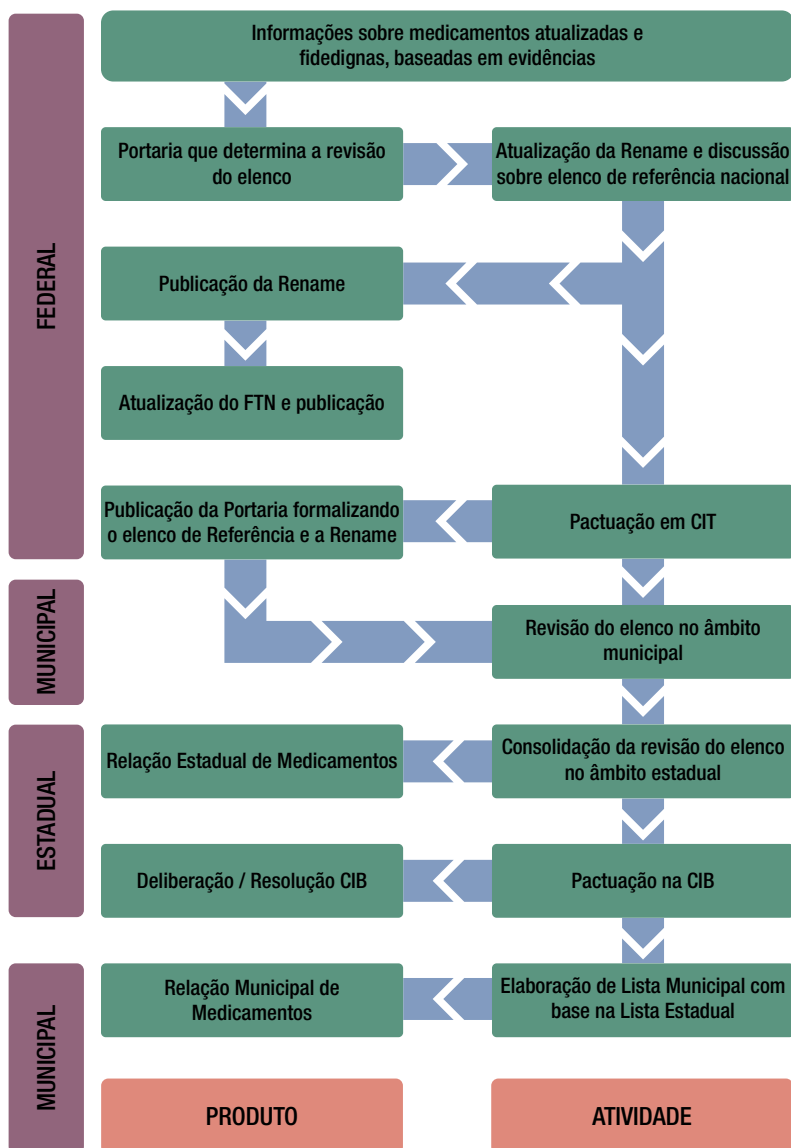 Informações sobre medicamentos atualizadas e
fidedignas, baseadas em evidências
FEDERAL
Portaria que determina a revisão
do elenco
Atualização da Rename e discussão
sobre elenco de referência nacional
Publicação da Rename
Atualização do FTN e publicação
Publicação da Portaria formalizando
o elenco de Referência e a Rename
Pactuação em CIT
MUNICIPAL
Revisão do elenco no âmbito
municipal
ESTADUAL
Relação Estadual de Medicamentos
Consolidação da revisão do elenco
no âmbito estadual
Deliberação / Resolução CIB
Pactuação na CIB
MUNICIPAL
Relação Municipal de
Medicamentos
Elaboração de Lista Municipal com
base na Lista Estadual
PRODUTO
ATIVIDADE